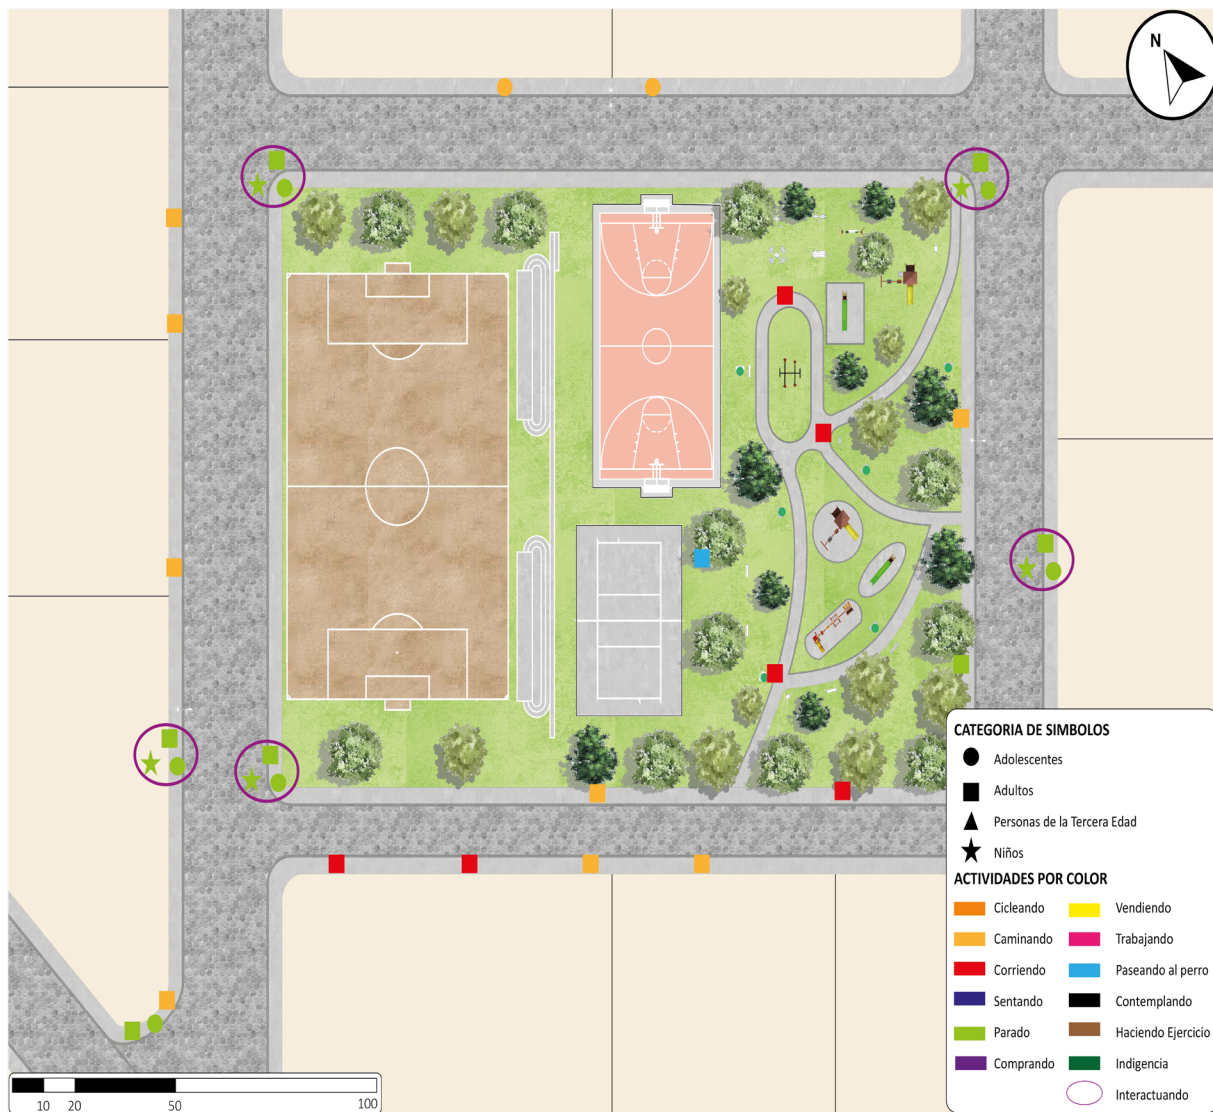 N
CATEGORIA DE SIMBOLOS
Adolescentes
Adultos
Personas de la Tercera Edad
Niños
ACTIVIDADES POR COLOR
Cicleando
Vendiendo
Caminando
Trabajando
Corriendo
Paseando al perro
Sentando
Contemplando
Parado
Haciendo Ejercicio
Comprando
Indigencia
Interactuando
10 20 50 100